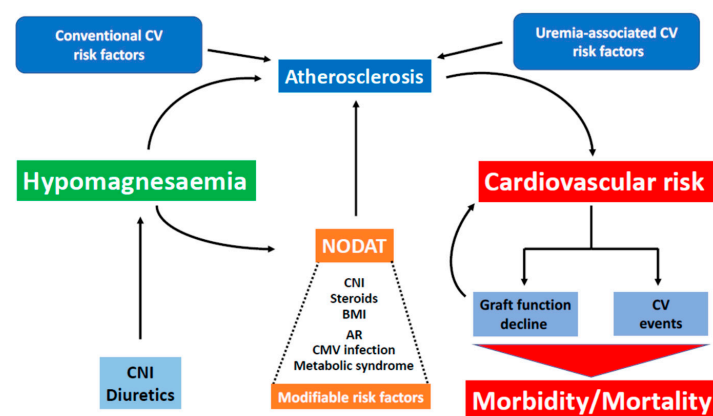 Conventional CV
risk factors
Uremia-associated CV
risk factors
Atherosclerosis
Hypomagnesaemia
Cardiovascular risk
NODAT
CNI
Steroids
BMI
AR
CMV infection
Metabolic syndrome
Modifiable risk factors
Graft function
decline
CV
events
CNI
Diuretics
Morbidity/Mortality